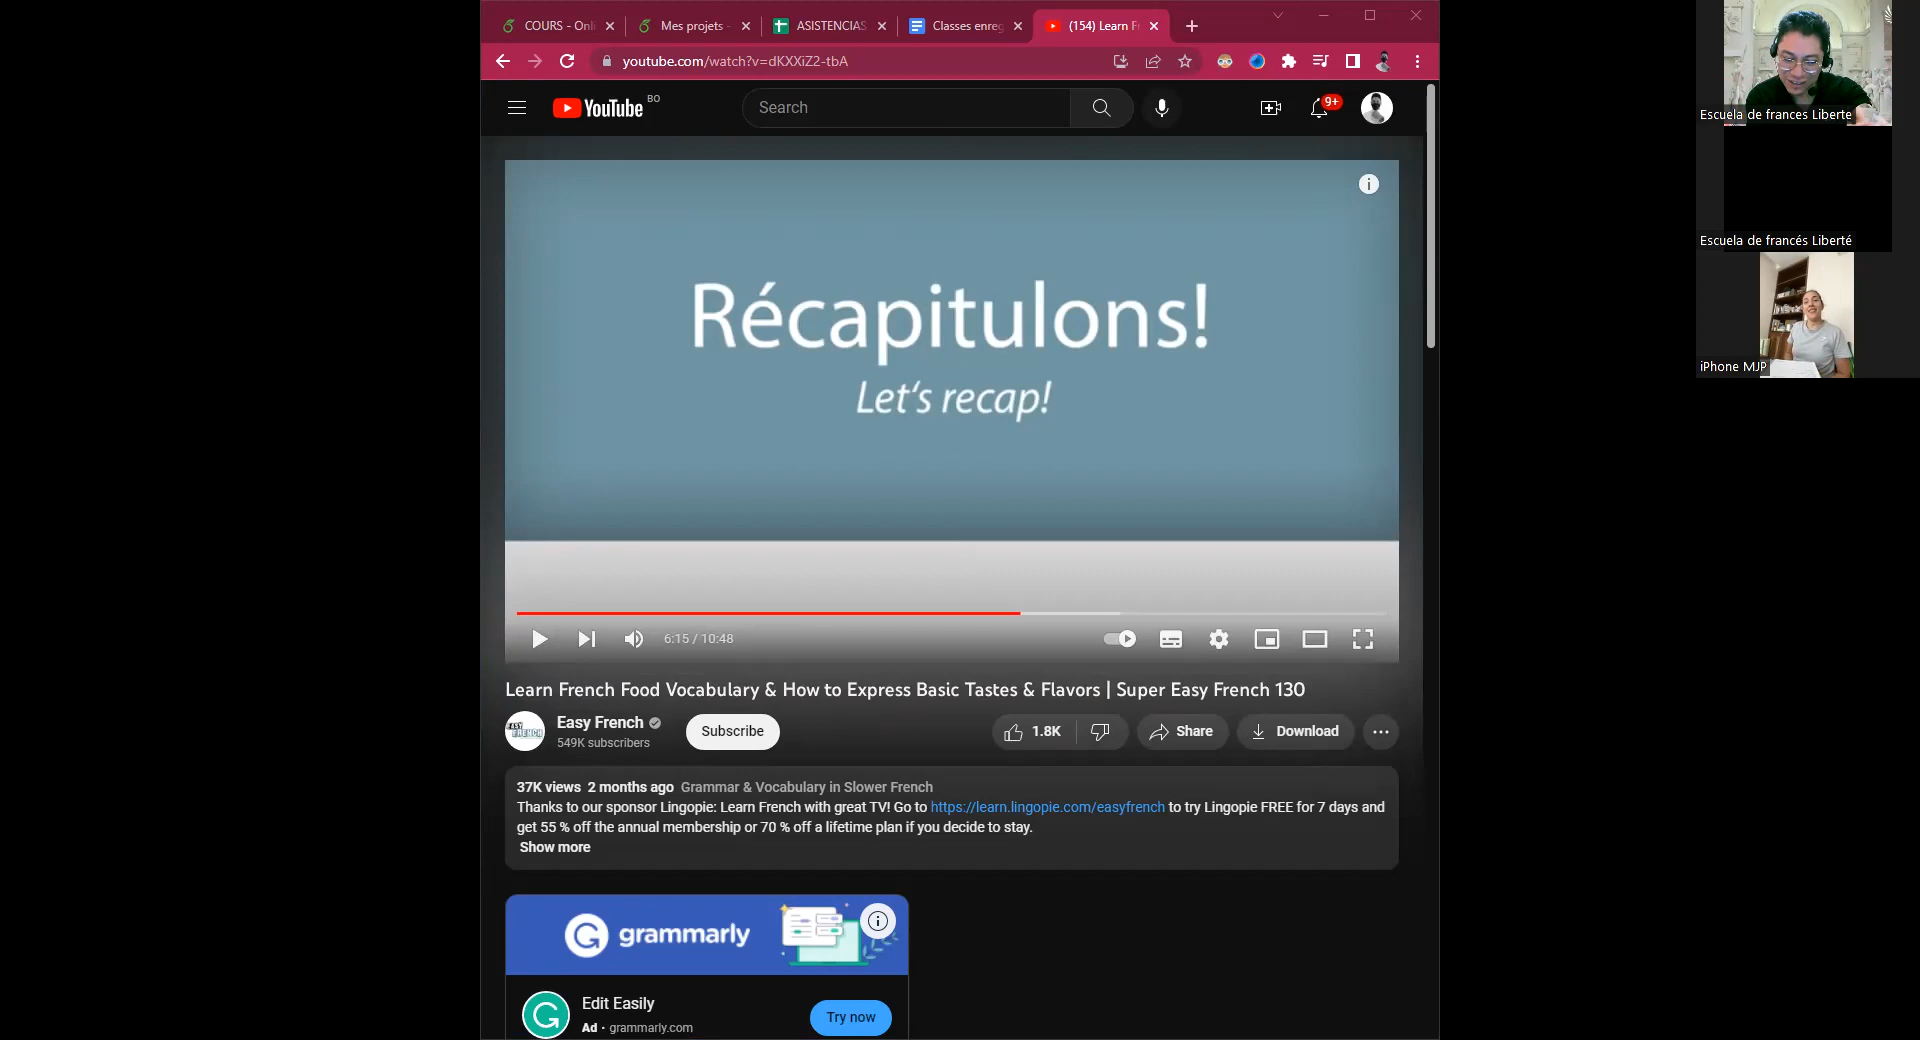 COURS - Onl
Mes projets -
ASISTENCIAS
Classes enreg
(154) Learn Fr
youtube.com/watch?v=dKXXiZ2-tbA
YouTube BO
Search
9+
Récapitulons!
Let's recap!
6:15 / 10:48
Learn French Food Vocabulary & How to Express Basic Tastes & Flavors | Super Easy French 130
EASY FRENCH
Easy French
549K subscribers
Subscribe
1.8K
Share
Download
37K views 2 months ago Grammar & Vocabulary in Slower French
Thanks to our sponsor Lingopie: Learn French with great TV! Go to https://learn.lingopie.com/easyfrench to try Lingopie FREE for 7 days and
get 55 % off the annual membership or 70 % off a lifetime plan if you decide to stay.
Show more
grammarly
Edit Easily
Ad · grammarly.com
Try now
Escuela de frances Liberte
Escuela de francés Liberté
iPhone MJP